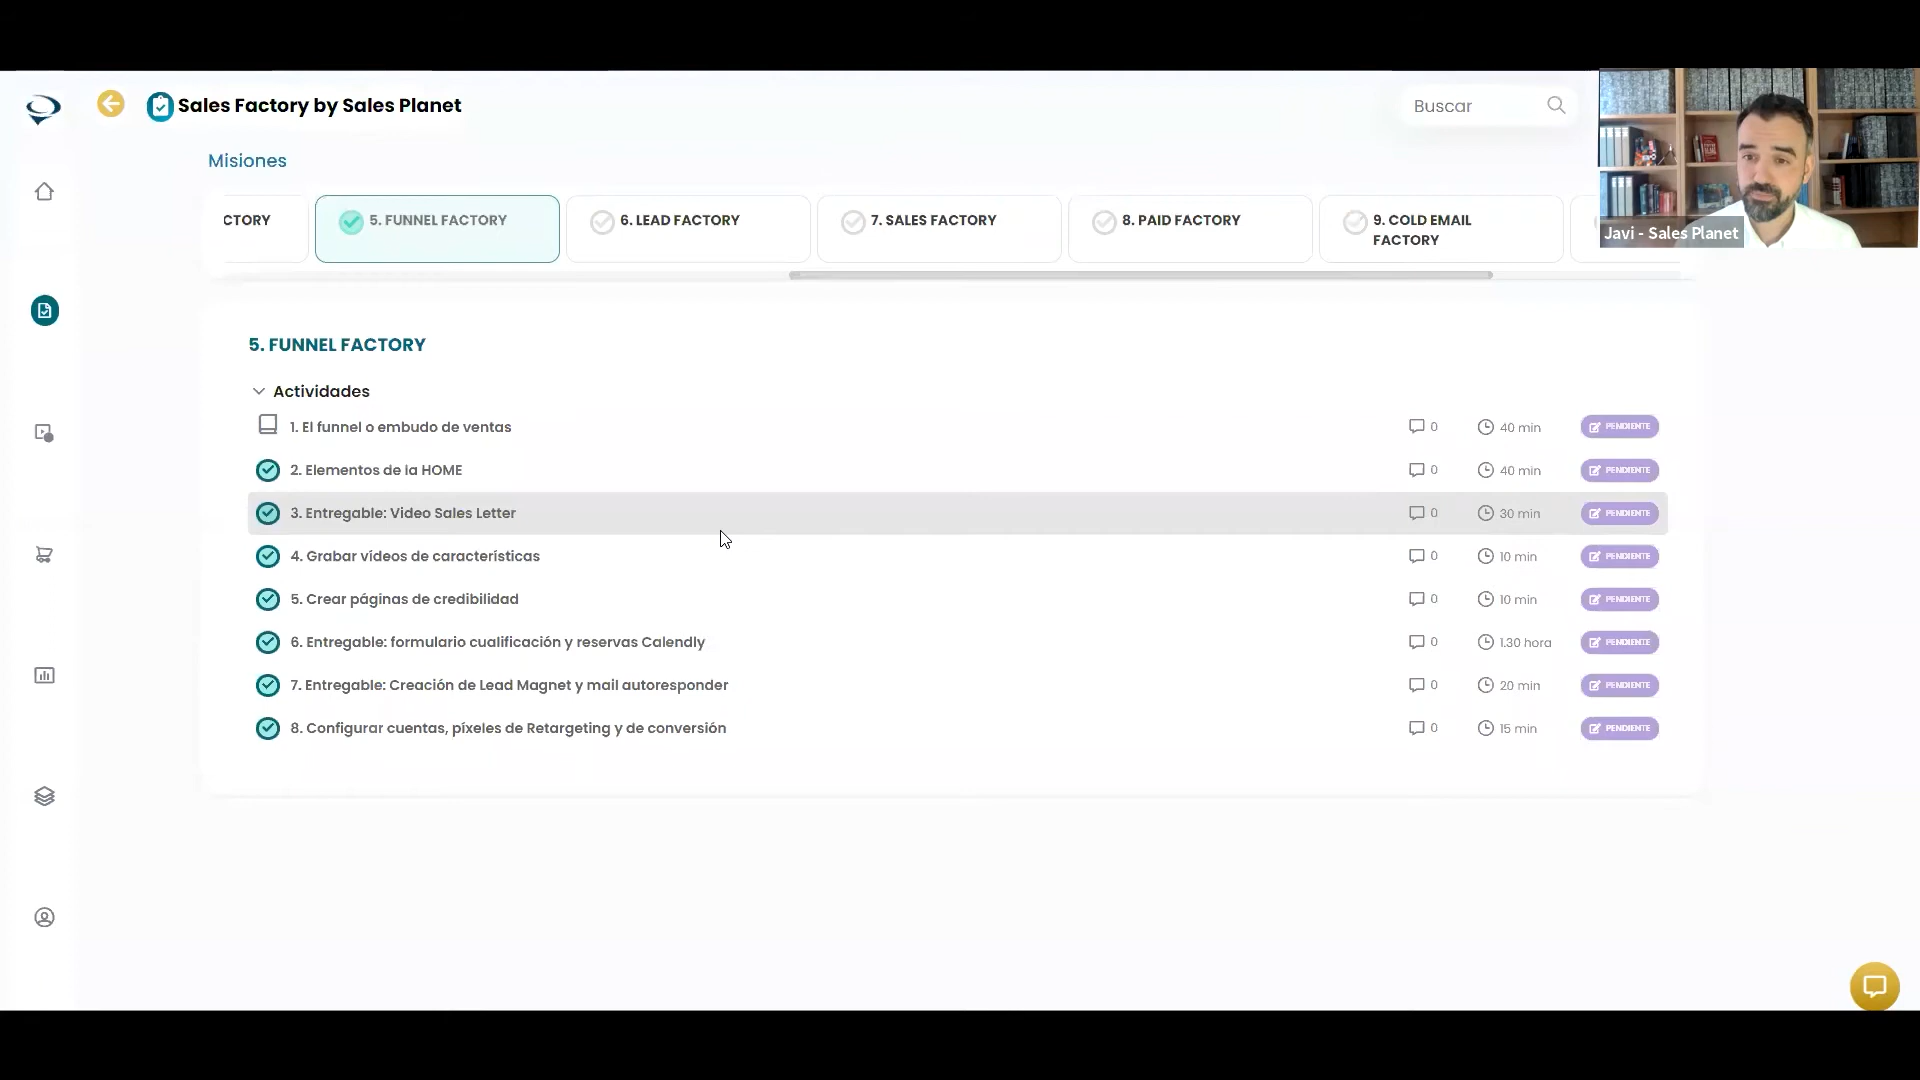 Sales Factory by Sales Planet
Buscar
Javi - Sales Planet
Misiones
CTORY
5. FUNNEL FACTORY
6. LEAD FACTORY
7. SALES FACTORY
8. PAID FACTORY
9. COLD EMAIL
FACTORY
5. FUNNEL FACTORY
Actividades
1. El funnel o embudo de ventas 0 40 min PENDIENTE
2. Elementos de la HOME 0 40 min PENDIENTE
3. Entregable: Video Sales Letter 0 30 min PENDIENTE
4. Grabar vídeos de características 0 10 min PENDIENTE
5. Crear páginas de credibilidad 0 10 min PENDIENTE
6. Entregable: formulario cualificación y reservas Calendly 0 1.30 hora PENDIENTE
7. Entregable: Creación de Lead Magnet y mail autoresponder 0 20 min PENDIENTE
8. Configurar cuentas, píxeles de Retargeting y de conversión 0 15 min PENDIENTE